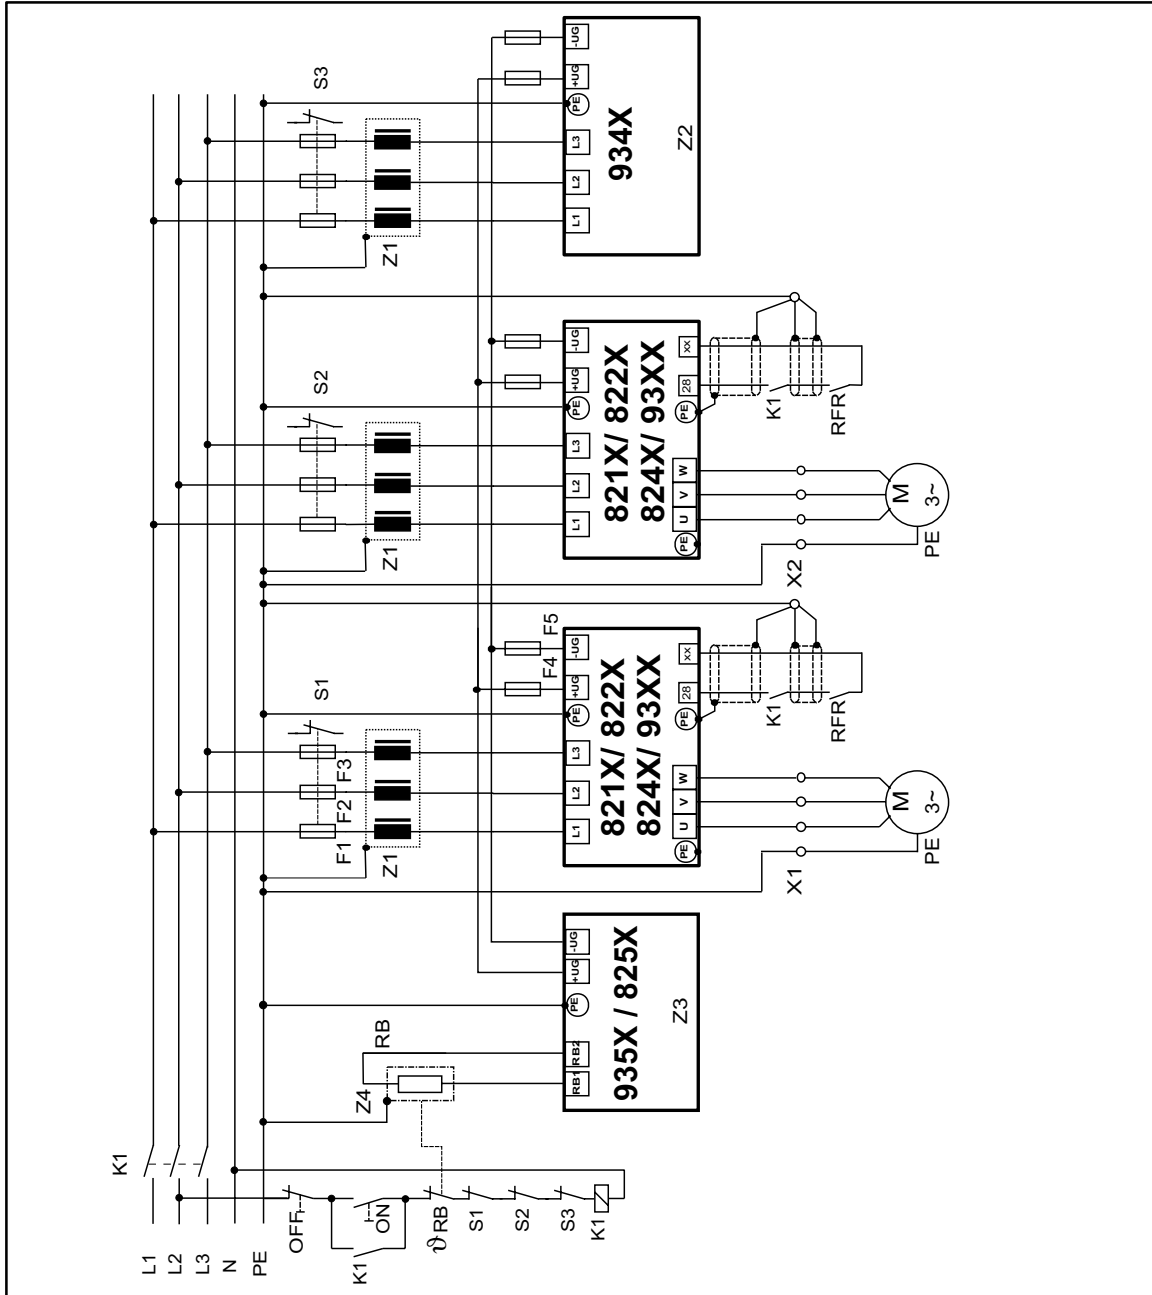 L1
L2
L3
N
PE
K1
OFF
ON
K1
ϑ RB
S1
S2
S3
K1
Z4
RB
RB1
RB2
PE
+UG
-UG
935X / 825X
Z3
F1
F2
F3
S1
Z1
F4
F5
L1
L2
L3
PE
+UG
-UG
821X/ 822X
824X/ 93XX
PE
U
V
W
PE
28
xx
X1
K1
RFR
M
3~
PE
S2
Z1
L1
L2
L3
PE
+UG
-UG
821X/ 822X
824X/ 93XX
PE
U
V
W
PE
28
xx
X2
K1
RFR
M
3~
PE
S3
Z1
L1
L2
L3
PE
+UG
-UG
934X
Z2